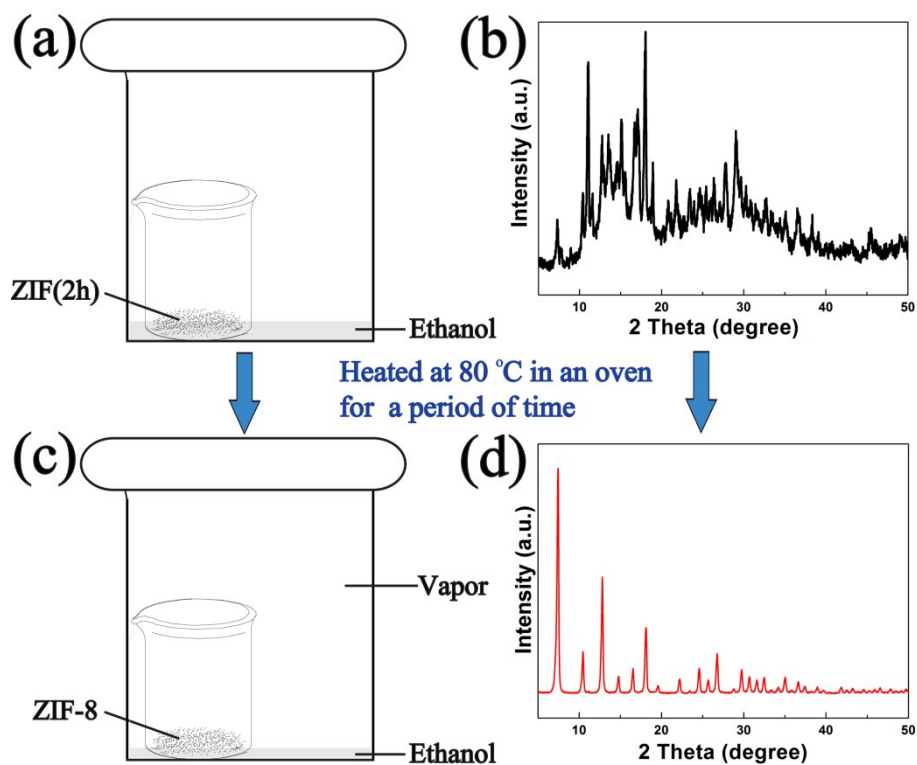 (a)
ZIF(2h)
Ethanol
(b)
Intensity (a.u.)
10 20 30 40 50
2 Theta (degree)
Heated at 80 °C in an oven
for a period of time
(c)
Vapor
ZIF-8
Ethanol
(d)
Intensity (a.u.)
10 20 30 40 50
2 Theta (degree)